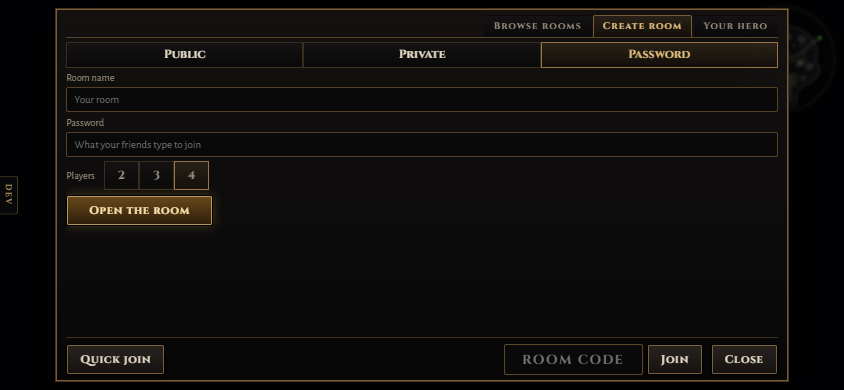 BROWSE ROOMS CREATE ROOM YOUR HERO
PUBLIC PRIVATE PASSWORD
Room name
Your room
Password
What your friends type to join
Players 2 3 4
DEV
OPEN THE ROOM
QUICK JOIN ROOM CODE JOIN CLOSE